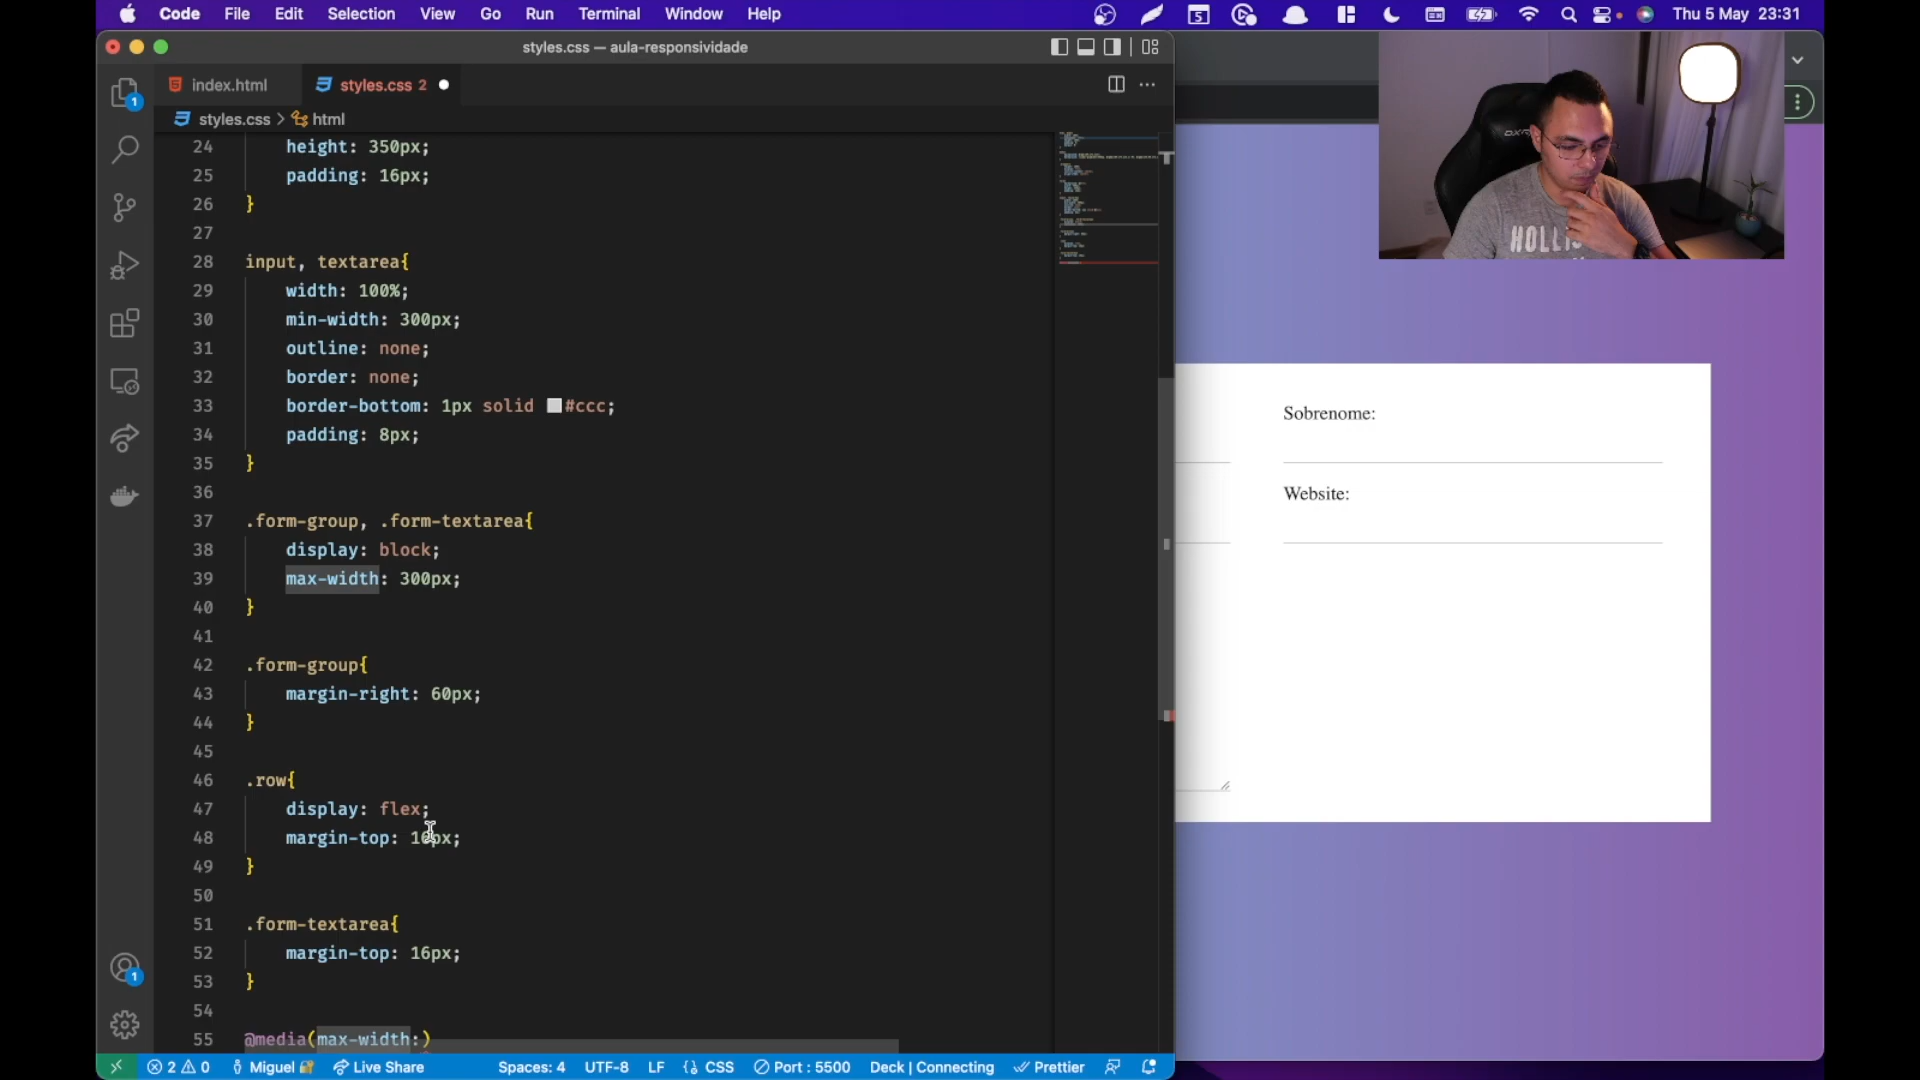 Code File Edit Selection View Go Run Terminal Window Help
5
Thu 5 May 23:31
styles.css — aula-responsividade
index.html
styles.css 2
styles.css > html
24 height: 350px;
25 padding: 16px;
26 }
27
28 input, textarea{
29 width: 100%;
30 min-width: 300px;
31 outline: none;
32 border: none;
33 border-bottom: 1px solid #ccc;
34 padding: 8px;
35 }
36
37 .form-group, .form-textarea{
38 display: block;
39 max-width: 300px;
40 }
41
42 .form-group{
43 margin-right: 60px;
44 }
45
46 .row{
47 display: flex;
48 margin-top: 16px;
49 }
50
51 .form-textarea{
52 margin-top: 16px;
53 }
54
55 @media(max-width:)
1
1
Sobrenome:
Website:
2 0 Miguel Live Share Spaces: 4 UTF-8 LF {} CSS Port : 5500 Deck | Connecting Prettier